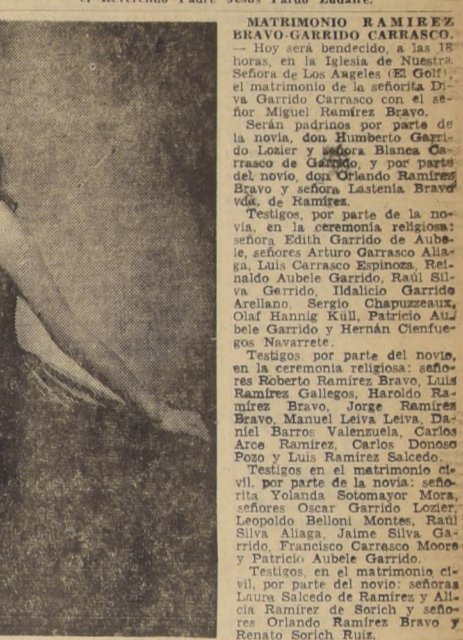 el Reverendo Padre Jesús Pardo Zudaire.
MATRIMONIO RAMIREZ
BRAVO-GARRIDO CARRASCO.
— Hoy será bendecido, a las 18
horas, en la Iglesia de Nuestra
Señora de Los Angeles (El Golf),
el matrimonio de la señorita Di-
va Garrido Carrasco con el se-
ñor Miguel Ramírez Bravo.
Serán padrinos por parte de
la novia, don Humberto Garri-
do Lozier y señora Blanca Ca-
rrasco de Garrido, y por parte
del novio, don Orlando Ramírez
Bravo y señora Lastenia Bravo
vda. de Ramírez.
Testigos, por parte de la no-
via, en la ceremonia religiosa:
señora Edith Garrido de Aube-
le, señores Arturo Carrasco Alia-
ga, Luis Carrasco Espinoza, Rei-
naldo Aubele Garrido, Raúl Sil-
va Garrido, Ildalicio Garrido
Arellano, Sergio Chapuzzeaux,
Olaf Hannig Küll, Patricio Au-
bele Garrido y Hernán Cienfue-
gos Navarrete.
Testigos, por parte del novio,
en la ceremonia religiosa: seño-
res Roberto Ramírez Bravo, Luis
Ramírez Gallegos, Haroldo Ra-
mírez Bravo, Jorge Ramírez
Bravo, Manuel Leiva Leiva, Da-
niel Barros Valenzuela, Carlos
Arce Ramírez, Carlos Donoso
Pozo y Luis Ramírez Salcedo.
Testigos en el matrimonio ci-
vil, por parte de la novia: seño-
rita Yolanda Sotomayor Mora,
señores Oscar Garrido Lozier,
Leopoldo Belloni Montes, Raúl
Silva Aliaga, Jaime Silva Ga-
rrido, Francisco Carrasco Moore
y Patricio Aubele Garrido.
Testigos, en el matrimonio ci-
vil, por parte del novio: señoras
Laura Salcedo de Ramírez y Ali-
cia Ramírez de Sorich y seño-
res Orlando Ramírez Bravo y
Renato Sorich Ruiz.